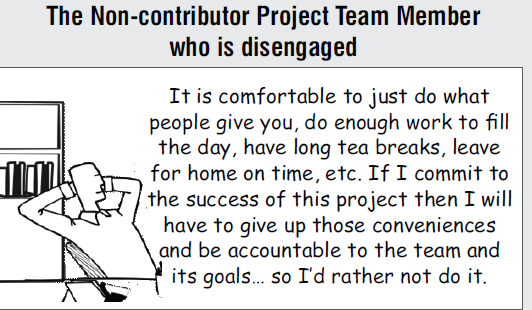 The Non-contributor Project Team Member
who is disengaged
It is comfortable to just do what
people give you, do enough work to fill
the day, have long tea breaks, leave
for home on time, etc. If I commit to
the success of this project then I will
have to give up those conveniences
and be accountable to the team and
its goals... so I'd rather not do it.